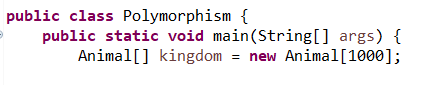 public class Polymorphism {
public static void main(String[] args) {
Animal[] kingdom = new Animal[1000];